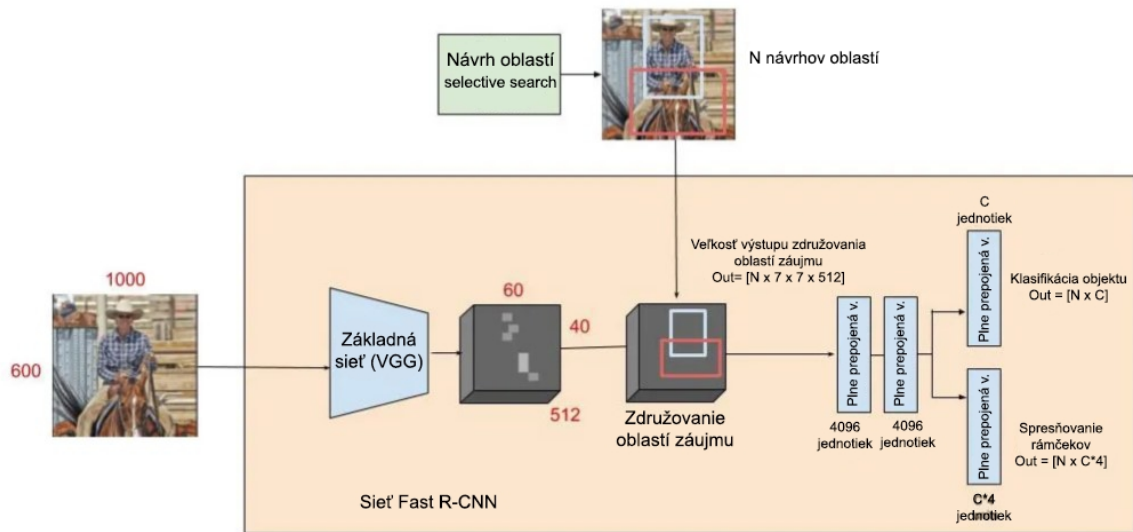 Návrh oblastí
selective search
N návrhov oblastí
C
jednotiek
Veľkosť výstupu združovania
oblastí záujmu
Out= [N x 7 x 7 x 512]
Plne prepojená v.
Klasifikácia objektu
Out = [N x C]
1000
600
Základná
sieť (VGG)
60
40
512
Združovanie
oblastí záujmu
Plne prepojená v.
Plne prepojená v.
4096
jednotiek
4096
jednotiek
Plne prepojená v.
Spresňovanie
rámčekov
Out = [N x C*4]
C*4
jednotiek
Sieť Fast R-CNN